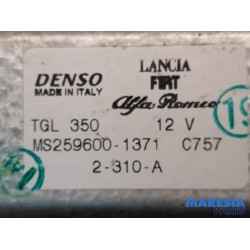 DENSO
MADE IN ITALY
LANCIA
FIAT
Alfa Romeo
TGL 350 12 V
MS259600-1371 C757
2-310-A
19
MARESIA